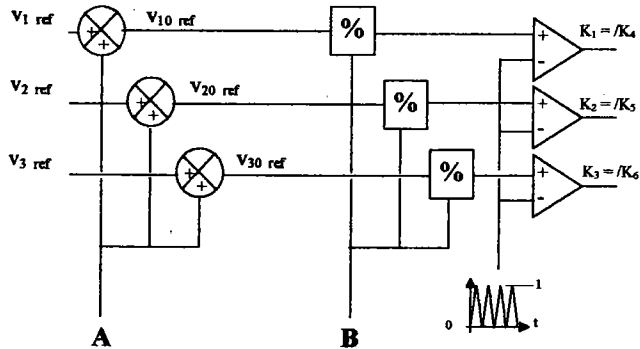 V1 ref
V10 ref
%
K1 = /K4
+
+
+
-
V2 ref
V20 ref
%
K2 = /K5
+
+
+
-
V3 ref
V30 ref
%
K3 = /K6
+
+
+
-
1
0
t
A
B